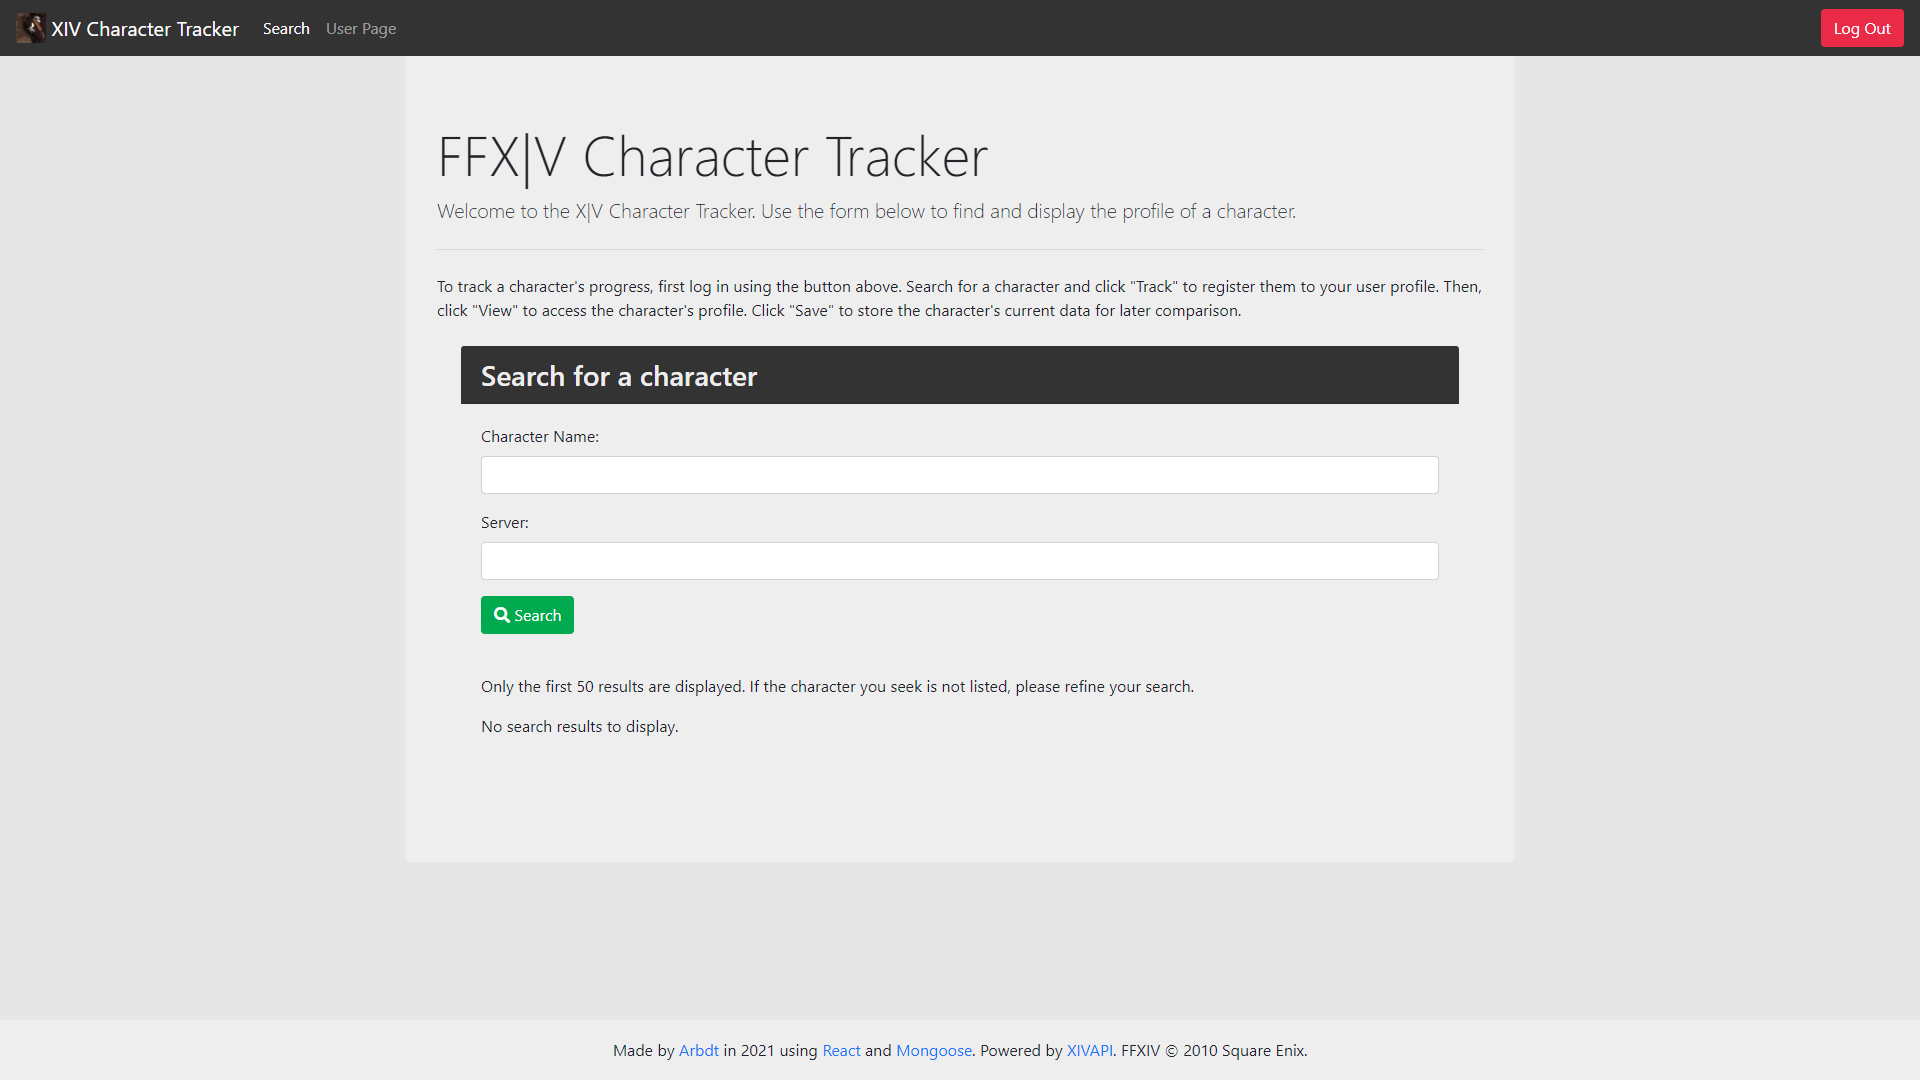 XIV Character Tracker Search User Page Log Out
FFX|V Character Tracker
Welcome to the X|V Character Tracker. Use the form below to find and display the profile of a character.
To track a character's progress, first log in using the button above. Search for a character and click "Track" to register them to your user profile. Then,
click "View" to access the character's profile. Click "Save" to store the character's current data for later comparison.
Search for a character
Character Name:
Server:
Search
Only the first 50 results are displayed. If the character you seek is not listed, please refine your search.
No search results to display.
Made by Arbdt in 2021 using React and Mongoose. Powered by XIVAPI. FFXIV © 2010 Square Enix.